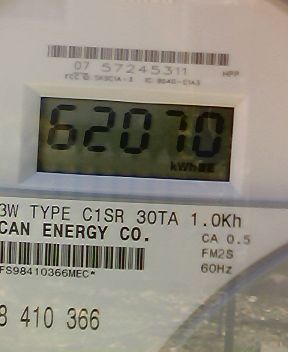 07 57245311 HPP
62070
kWh
3W TYPE C1SR 30TA 1.0Kh
CAN ENERGY CO.
CA 0.5
FM2S
FS98410366MEC*
60Hz
8 410 366